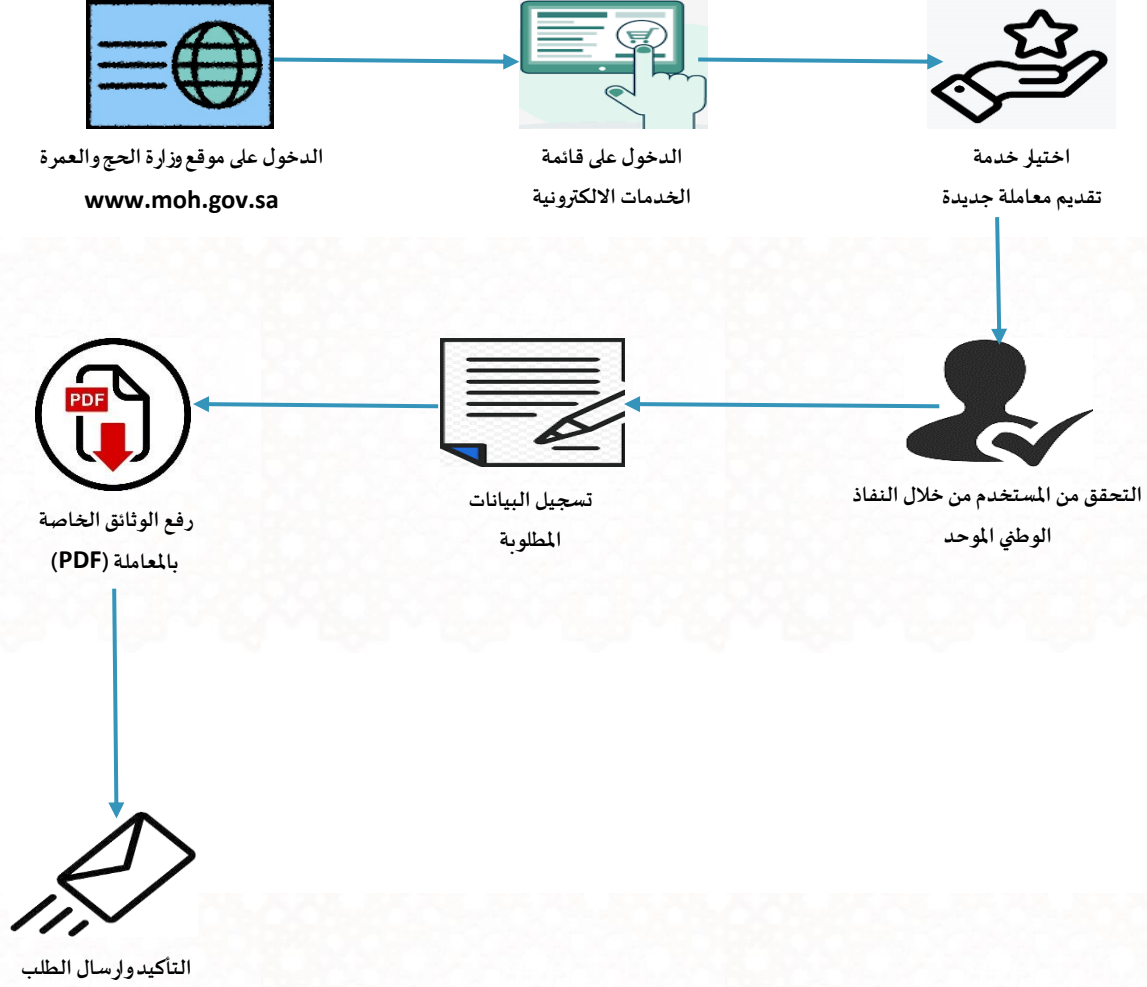 الدخول على موقع وزارة الحج والعمرة
www.moh.gov.sa
الدخول على قائمة
الخدمات الالكترونية
اختيار خدمة
تقديم معاملة جديدة
التحقق من المستخدم من خلال النفاذ
الوطني الموحد
تسجيل البيانات
المطلوبة
PDF
رفع الوثائق الخاصة
بالمعاملة (PDF)
التأكيد وارسال الطلب